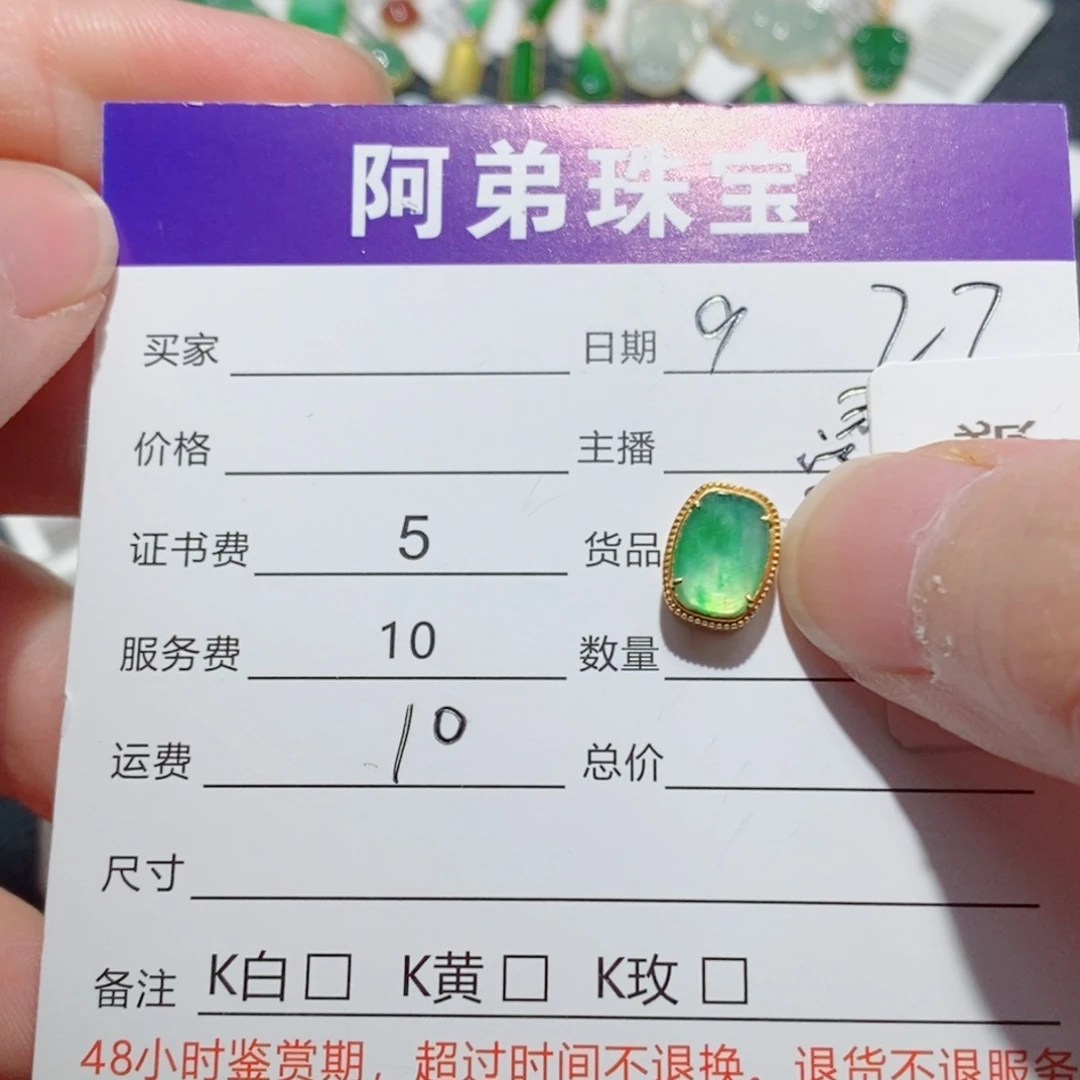 阿弟珠宝
买家 日期 9 7.7
价格 主播
证书费 5 货品
服务费 10 数量
运费 10 总价
尺寸
备注 K白□ K黄□ K玫□
48小时鉴赏期，超过时间不退换。退货不退服务